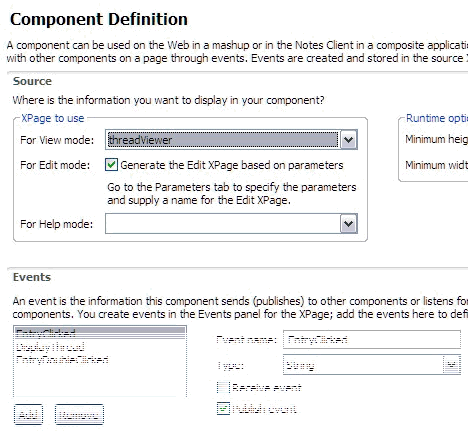 Component Definition
A component can be used on the Web in a mashup or in the Notes Client in a composite applicati
with other components on a page through events. Events are created and stored in the source
Source
Where is the information you want to display in your component?
XPage to use
Runtime opti
For View mode:
threadViewer
Minimum heig
For Edit mode:
Generate the Edit XPage based on parameters
Minimum widt
Go to the Parameters tab to specify the parameters
and supply a name for the Edit XPage.
For Help mode:
Events
An event is the information this component sends (publishes) to other components or listens for
components. You create events in the Events panel for the XPage; add the events here to defi
EntryClicked
DisplayThread
EntryDoubleClicked
Event name:
EntryClicked
Type:
String
Receive event
Publish event
Add
Remove